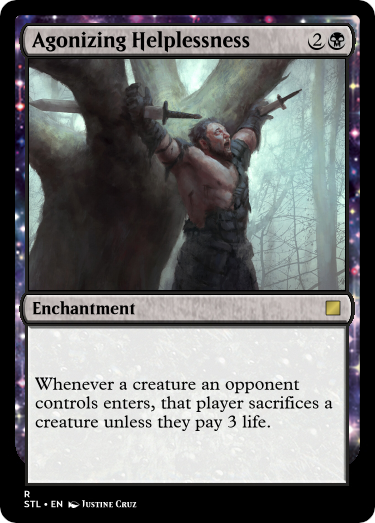 Agonizing Helplessness 2
Enchantment
Whenever a creature an opponent
controls enters, that player sacrifices a
creature unless they pay 3 life.
R
STL • EN Justine Cruz